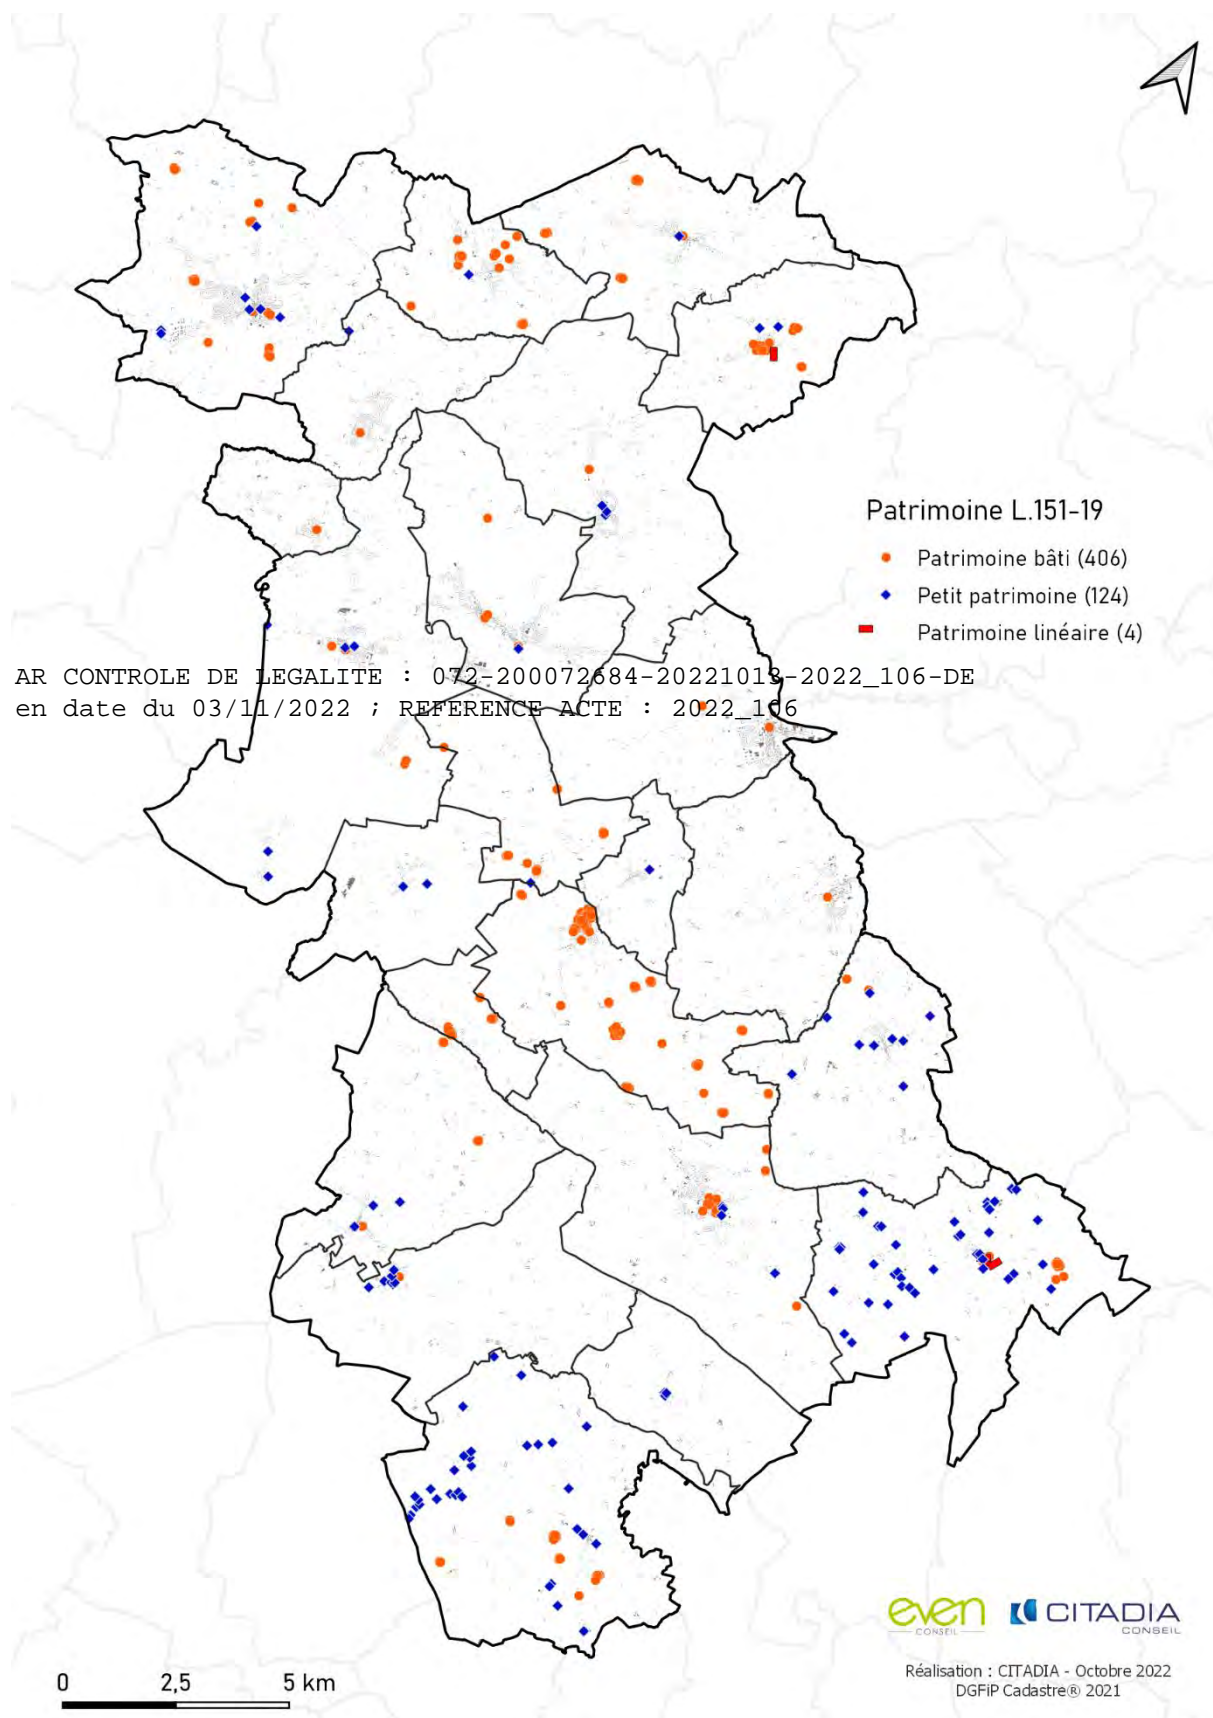 Patrimoine L.151-19
Patrimoine bâti (406)
Petit patrimoine (124)
Patrimoine linéaire (4)
AR CONTROLE DE LEGALITE : 072-200072684-20221013-2022_106-DE
en date du 03/11/2022 ; REFERENCE ACTE : 2022_106
even
CONSEIL
CITADIA
CONSEIL
Réalisation : CITADIA - Octobre 2022
DGFiP Cadastre® 2021
0 2,5 5 km